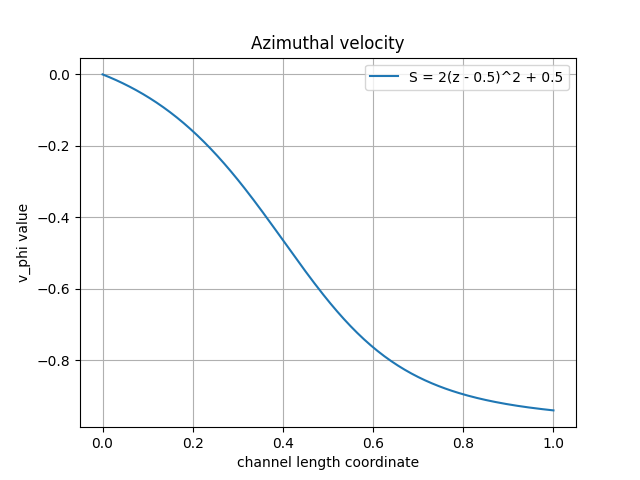 Azimuthal velocity
S = 2(z - 0.5)^2 + 0.5
v_phi value
0.0
−0.2
−0.4
−0.6
−0.8
0.0 0.2 0.4 0.6 0.8 1.0
channel length coordinate